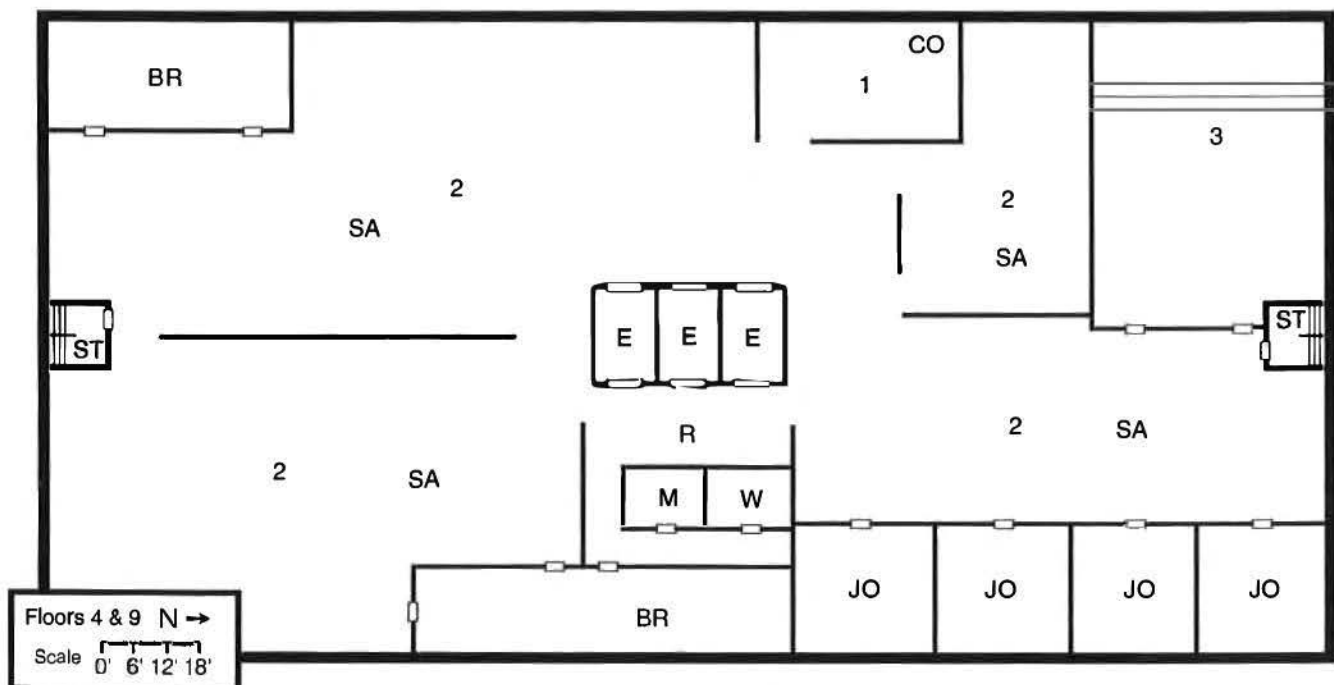 CO
BR
1
3
2
2
SA
SA
ST
ST
E E E
R
2
SA
2
SA
M
W
JO
JO
JO
JO
BR
Floors 4 & 9 N →
Scale
0' 6' 12' 18'